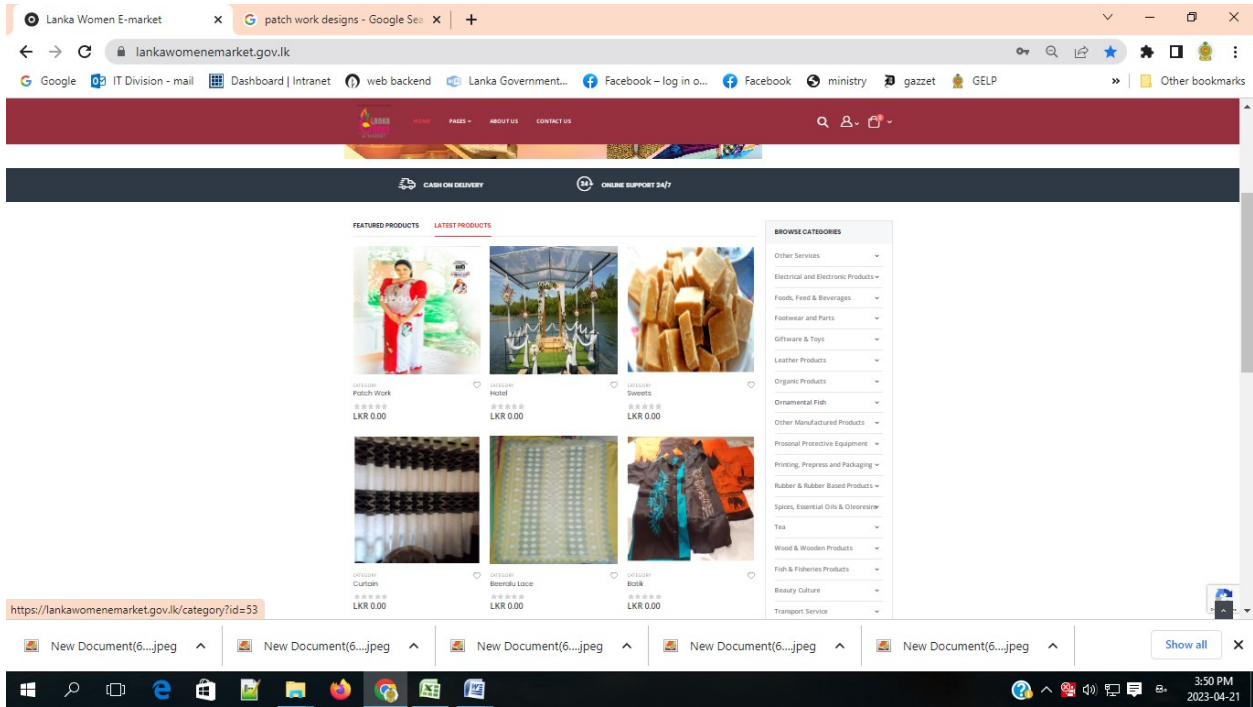 Lanka Women E-market
patch work designs - Google Sea
lankawomenemarket.gov.lk
Google
IT Division - mail
Dashboard | Intranet
web backend
Lanka Government...
Facebook – log in o...
Facebook
ministry
gazzet
GELP
»
Other bookmarks
HOME
PAGES
ABOUT US
CONTACT US
CASH ON DELIVERY
24
ONLINE SUPPORT 24/7
FEATURED PRODUCTS
LATEST PRODUCTS
CATEGORY
Patch Work
LKR 0.00
CATEGORY
Hotel
LKR 0.00
CATEGORY
Sweets
LKR 0.00
CATEGORY
Curtain
LKR 0.00
CATEGORY
Beeralu Lace
LKR 0.00
CATEGORY
Batik
LKR 0.00
BROWSE CATEGORIES
Other Services
Electrical and Electronic Products
Foods, Feed & Beverages
Footwear and Parts
Giftware & Toys
Leather Products
Organic Products
Ornamental Fish
Other Manufactured Products
Prosonal Protective Equipment
Printing, Prepress and Packaging
Rubber & Rubber Based Products
Spices, Essential Oils & Oleoresins
Tea
Wood & Wooden Products
Fish & Fisheries Products
Beauty Culture
Transport Service
https://lankawomenemarket.gov.lk/category?id=53
New Document(6....jpeg
New Document(6....jpeg
New Document(6....jpeg
New Document(6....jpeg
New Document(6....jpeg
Show all
3:50 PM
2023-04-21